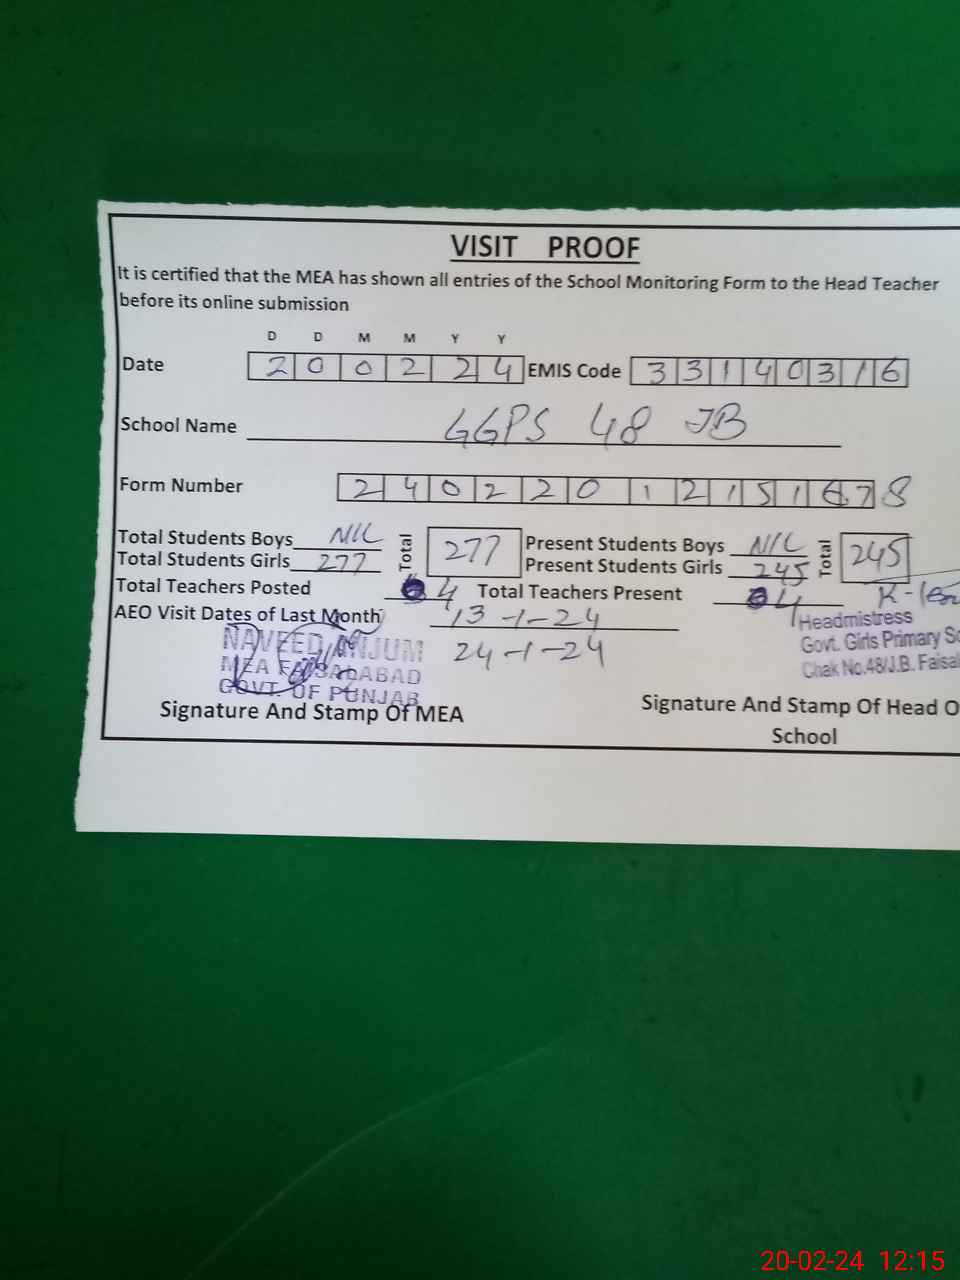 VISIT PROOF
It is certified that the MEA has shown all entries of the School Monitoring Form to the Head Teacher
before its online submission
D D M M Y Y
Date 2 0 0 2 2 4 EMIS Code 3 3 1 4 0 3 1 6
School Name GGPS 48 JB
Form Number 2 4 0 2 2 0 1 2 1 5 1 6 7 8
Total Students Boys NIL Total 277 Present Students Boys NIL Total 245
Total Students Girls 277 Present Students Girls 245
Total Teachers Posted 4 Total Teachers Present 4
AEO Visit Dates of Last Month 13-1-24
24-1-24
NAVEED ANJUM
MEA FAISALABAD
GOVT. OF PUNJAB
Signature And Stamp Of MEA
Headmistress
Govt. Girls Primary Sc
Chak No.48/J.B. Faisal
Signature And Stamp Of Head O
School
20-02-24 12:15